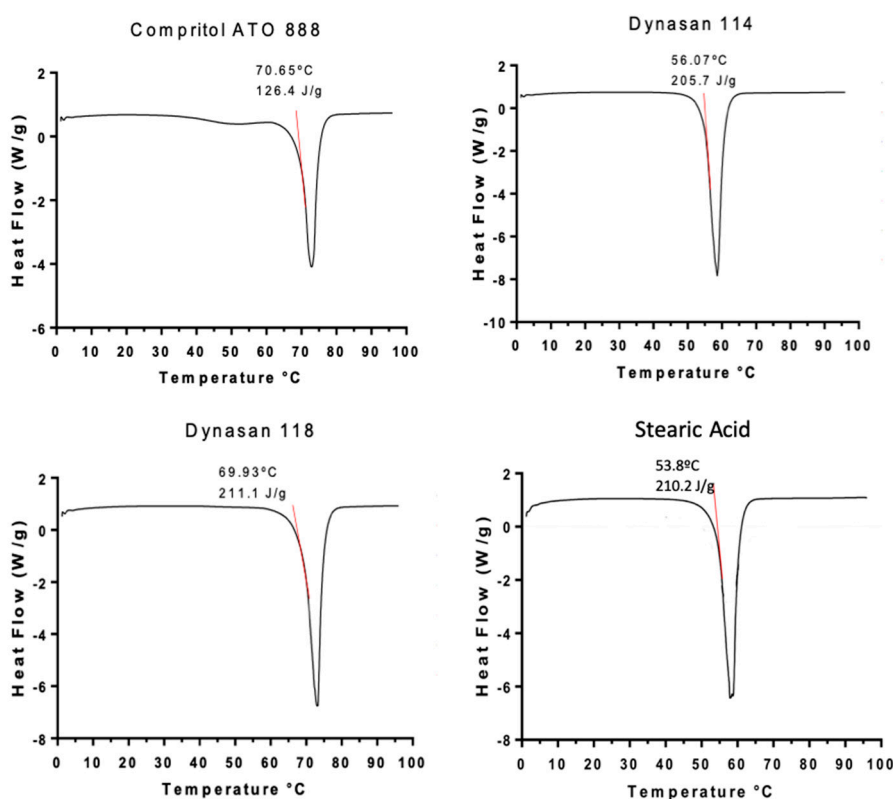 Compritol ATO 888
70.65ºC
126.4 J/g
Heat Flow (W/g)
2
0
-2
-4
-6
0 10 20 30 40 50 60 70 80 90 100
Temperature °C
Dynasan 114
56.07ºC
205.7 J/g
Heat Flow (W/g)
2
0
-2
-4
-6
-8
-10
0 10 20 30 40 50 60 70 80 90 100
Temperature °C
Dynasan 118
69.93ºC
211.1 J/g
Heat Flow (W/g)
2
0
-2
-4
-6
-8
0 10 20 30 40 50 60 70 80 90 100
Temperature °C
Stearic Acid
53.8ºC
210.2 J/g
Heat Flow (W/g)
2
0
-2
-4
-6
-8
0 10 20 30 40 50 60 70 80 90 100
Temperature °C